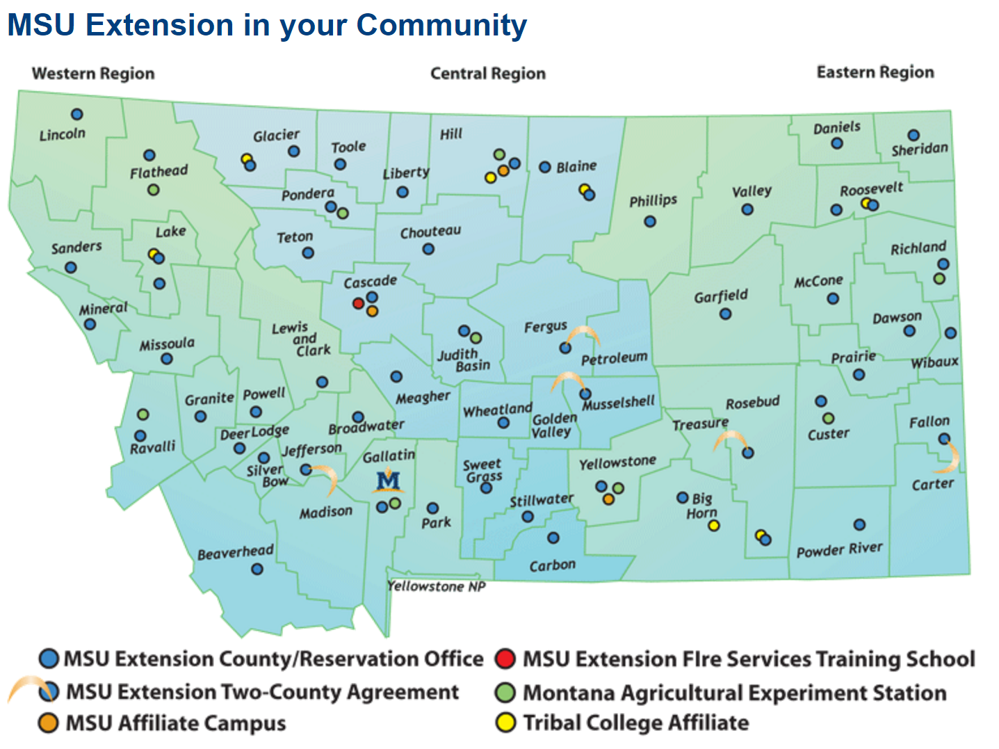 MSU Extension in your Community
Western Region
Central Region
Eastern Region
Lincoln
Flathead
Glacier
Toole
Liberty
Hill
Blaine
Phillips
Valley
Daniels
Sheridan
Roosevelt
Pondera
Teton
Chouteau
Lake
Sanders
Richland
Mineral
Missoula
Lewis
and
Clark
Cascade
Judith
Basin
Fergus
Petroleum
Garfield
McCone
Dawson
Prairie
Wibaux
Granite
Powell
Ravalli
Deer Lodge
Silver
Bow
Jefferson
Broadwater
Meagher
Wheatland
Golden
Valley
Musselshell
Treasure
Rosebud
Custer
Fallon
Carter
Gallatin
M
Madison
Beaverhead
Park
Sweet
Grass
Stillwater
Yellowstone
Carbon
Big
Horn
Powder River
Yellowstone NP
MSU Extension County/Reservation Office
MSU Extension FIre Services Training School
MSU Extension Two-County Agreement
Montana Agricultural Experiment Station
MSU Affiliate Campus
Tribal College Affiliate